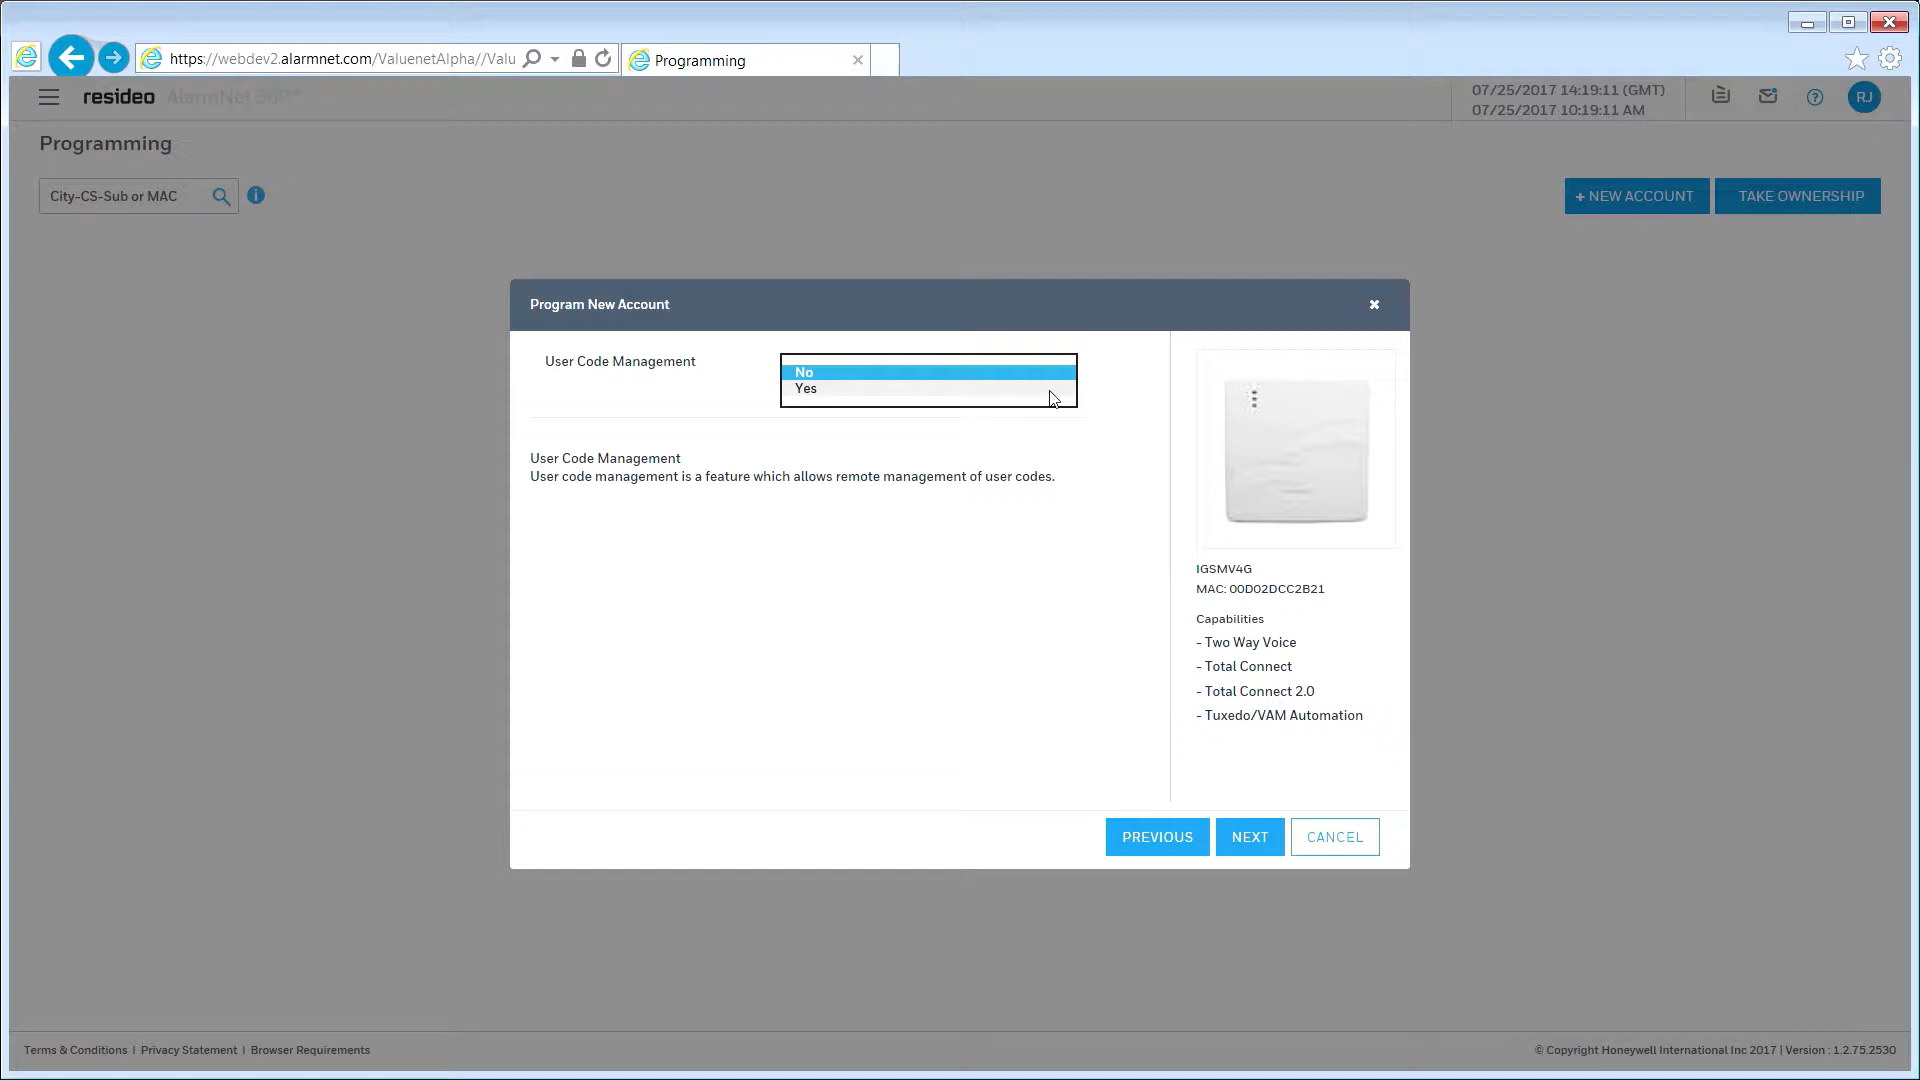 https://webdev2.alarmnet.com/ValuenetAlpha//Valu
Programming
resideo AlarmNet 360™
07/25/2017 14:19:11 (GMT)
07/25/2017 10:19:11 AM
RJ
Programming
City-CS-Sub or MAC
+ NEW ACCOUNT
TAKE OWNERSHIP
Program New Account
User Code Management
No
Yes
User Code Management
User code management is a feature which allows remote management of user codes.
IGSMV4G
MAC: 00D02DCC2B21
Capabilities
- Two Way Voice
- Total Connect
- Total Connect 2.0
- Tuxedo/VAM Automation
PREVIOUS
NEXT
CANCEL
Terms & Conditions | Privacy Statement | Browser Requirements
© Copyright Honeywell International Inc 2017 | Version : 1.2.75.2530